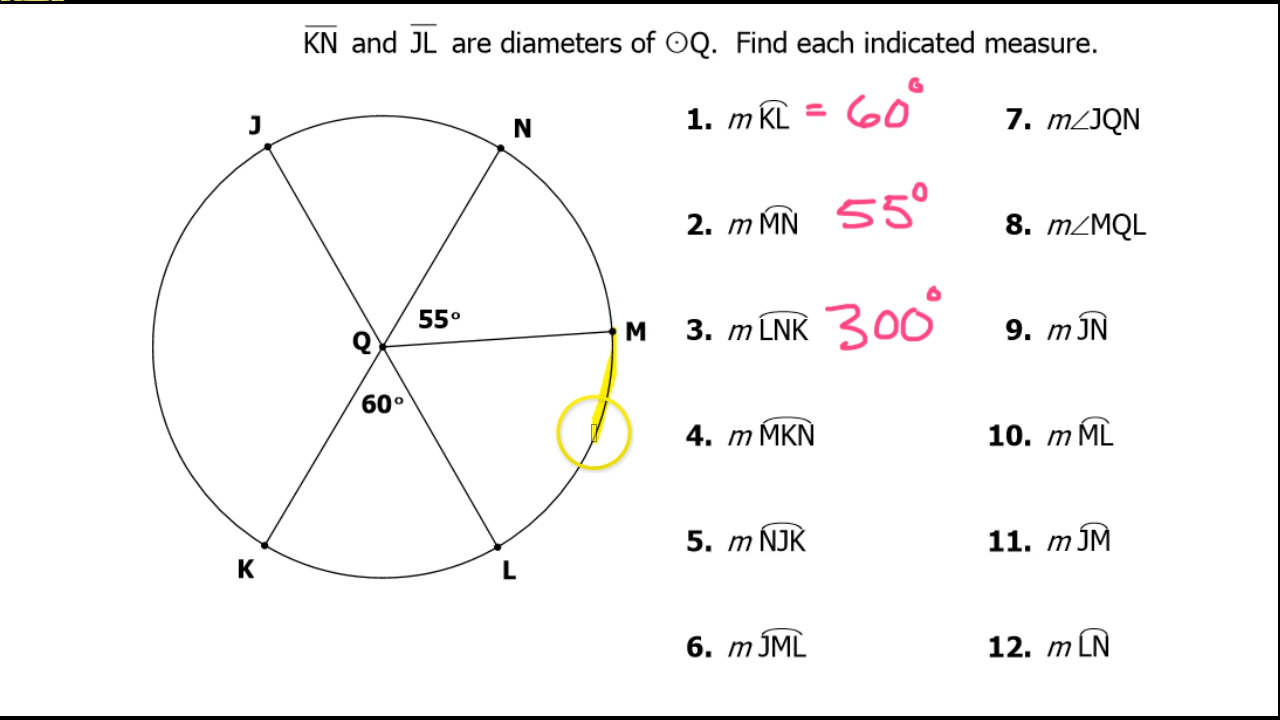 KN and JL are diameters of ⊙Q. Find each indicated measure.
J
N
55°
M
Q
60°
K
L
1. m KL = 60°
2. m MN 55°
3. m LNK 300°
4. m MKN
5. m NJK
6. m JML
7. m∠JQN
8. m∠MQL
9. m JN
10. m ML
11. m JM
12. m LN